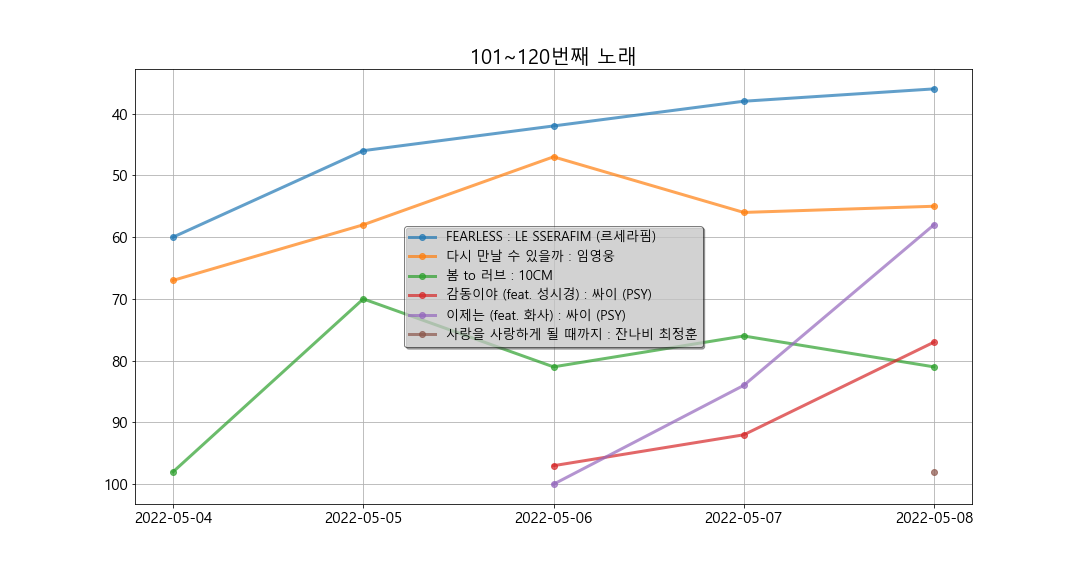 101~120번째 노래
40
50
60
70
80
90
100
FEARLESS : LE SSERAFIM (르세라핌)
다시 만날 수 있을까 : 임영웅
봄 to 러브 : 10CM
감동이야 (feat. 성시경) : 싸이 (PSY)
이제는 (feat. 화사) : 싸이 (PSY)
사랑을 사랑하게 될 때까지 : 잔나비 최정훈
2022-05-04
2022-05-05
2022-05-06
2022-05-07
2022-05-08